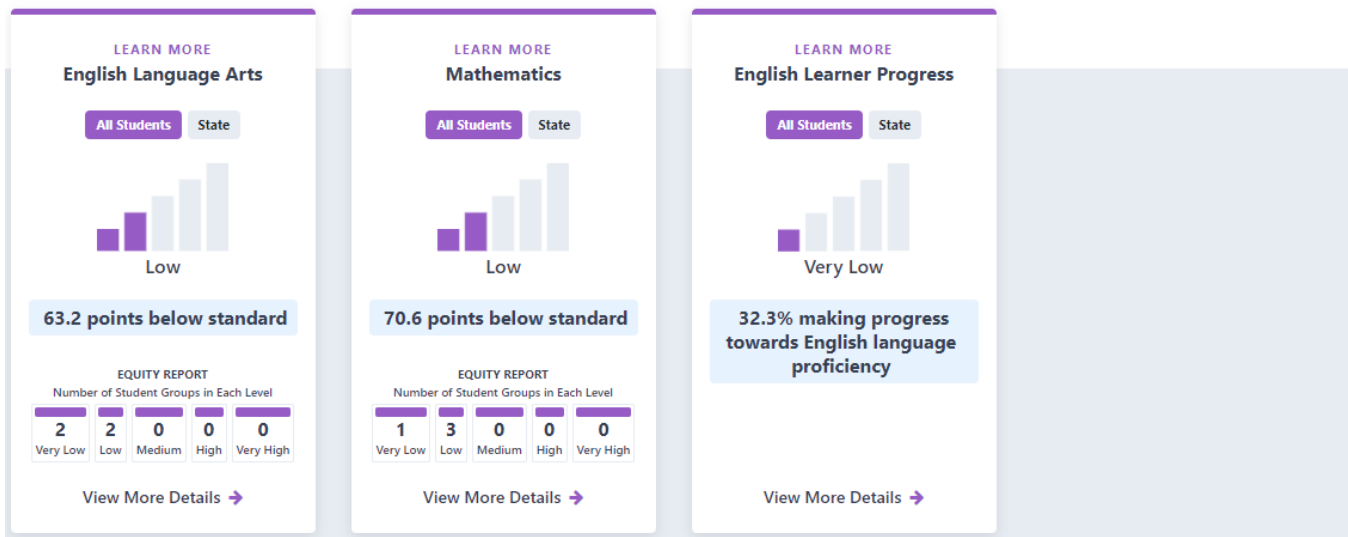 LEARN MORE
English Language Arts
All Students State
Low
63.2 points below standard
EQUITY REPORT
Number of Student Groups in Each Level
2 2 0 0 0
Very Low Low Medium High Very High
View More Details
LEARN MORE
Mathematics
All Students State
Low
70.6 points below standard
EQUITY REPORT
Number of Student Groups in Each Level
1 3 0 0 0
Very Low Low Medium High Very High
View More Details
LEARN MORE
English Learner Progress
All Students State
Very Low
32.3% making progress
towards English language
proficiency
View More Details